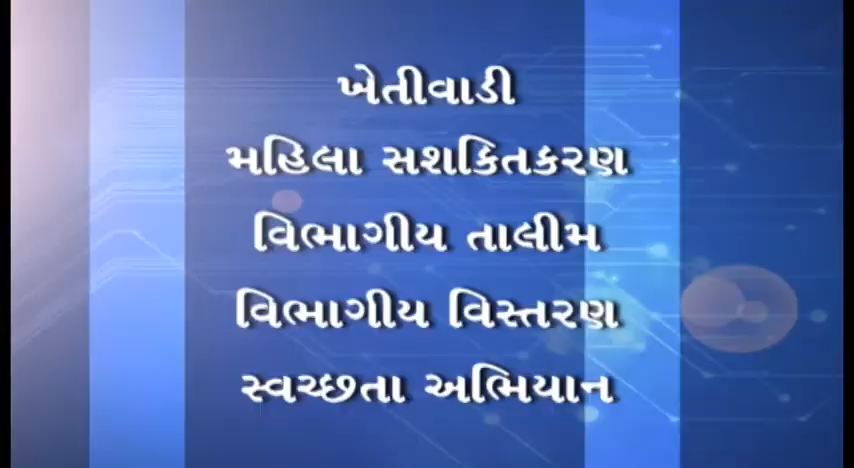 ખેતીવાડી
મહિલા સશકિતકરણ
વિભાગીય તાલીમ
વિભાગીય વિસ્તરણ
સ્વચ્છતા અભિયાન